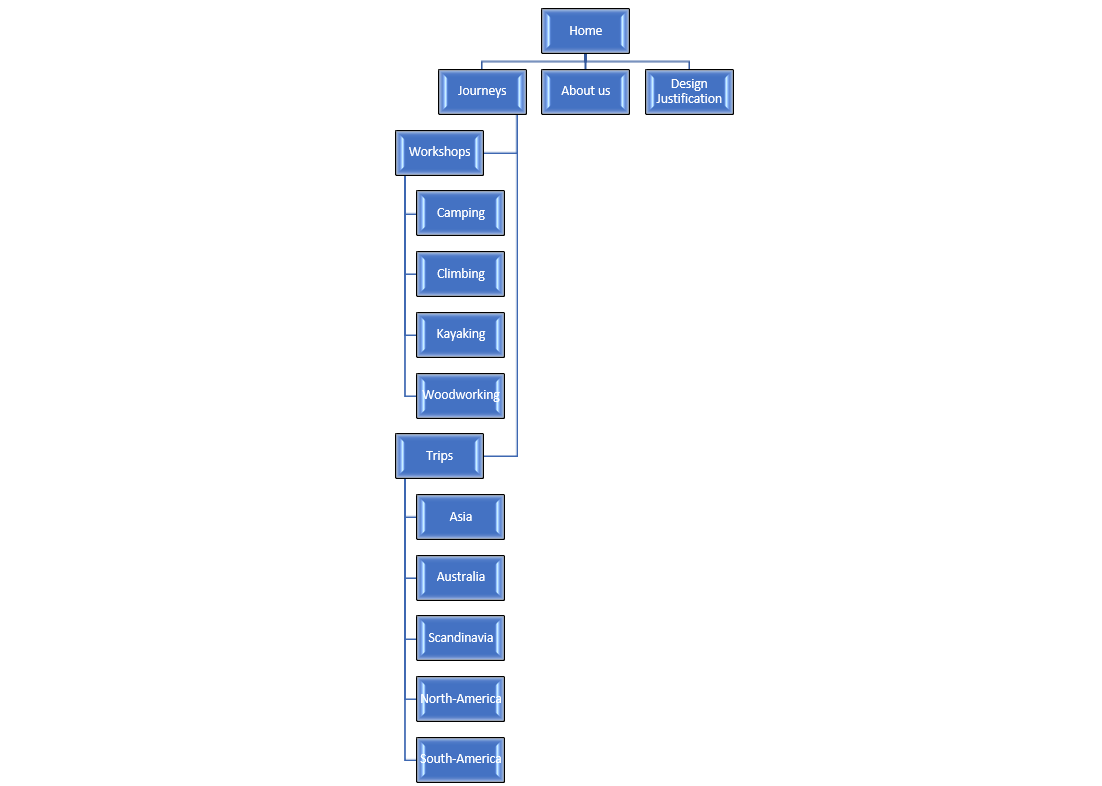 Home
Journeys
About us
Design
Justification
Workshops
Camping
Climbing
Kayaking
Woodworking
Trips
Asia
Australia
Scandinavia
North-America
South-America